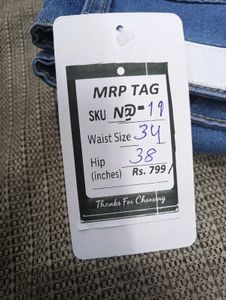 MRP TAG
SKU N@-19
Waist Size 34
Hip 38
(inches) Rs. 799/
Thanks For Choosing